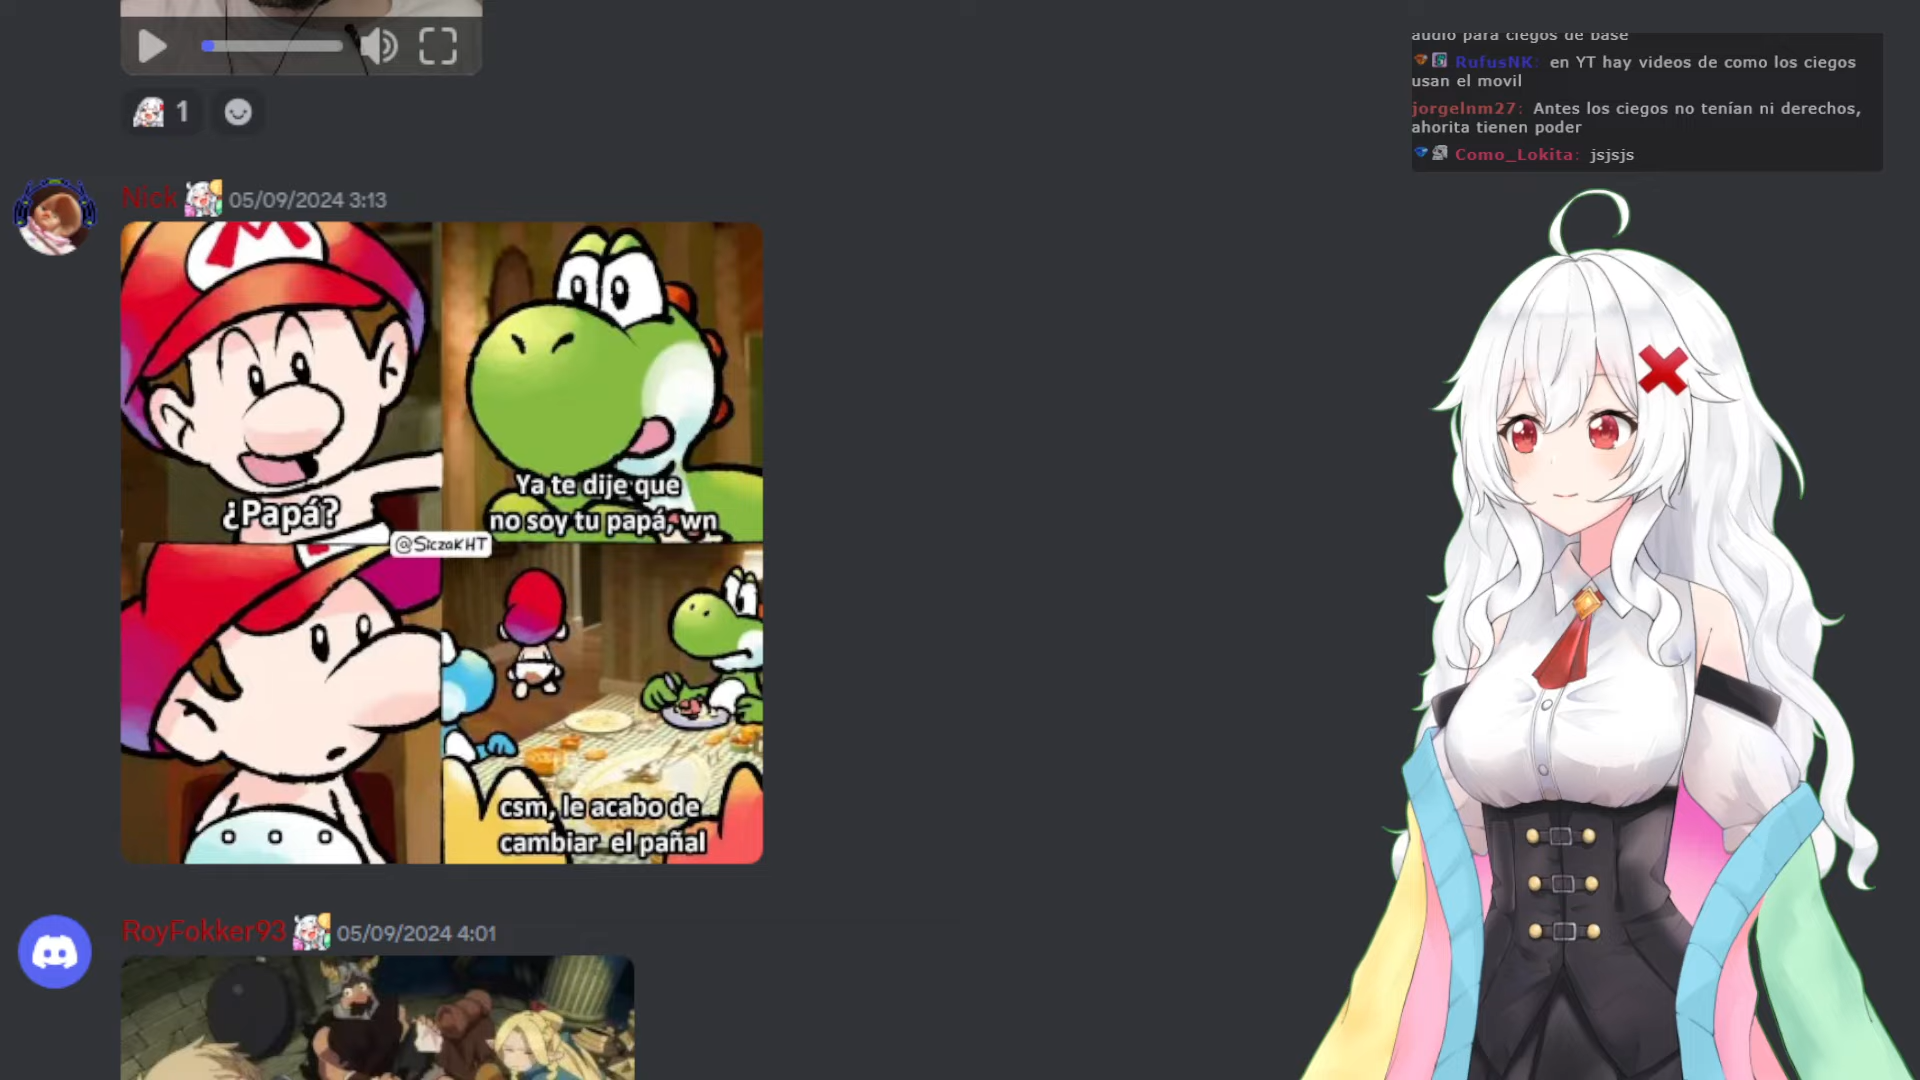 audio para ciegos de base
RufusNK: en YT hay videos de como los ciegos
usan el movil
jorgelnm27: Antes los ciegos no tenían ni derechos,
ahorita tienen poder
Como_Lokita: jsjsjs
1
Nick 05/09/2024 3:13
M
¿Papá?
Ya te dije que
no soy tu papá, wn
@SiczakHT
csm, le acabo de
cambiar el pañal
RoyFokker93 05/09/2024 4:01